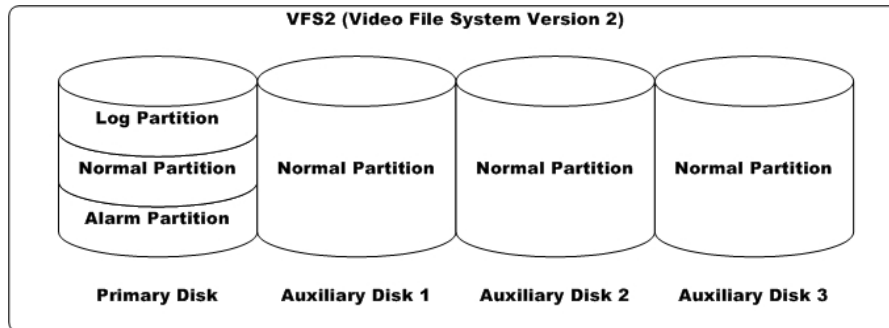 VFS2 (Video File System Version 2)
Log Partition
Normal Partition Normal Partition Normal Partition Normal Partition
Alarm Partition
Primary Disk Auxiliary Disk 1 Auxiliary Disk 2 Auxiliary Disk 3